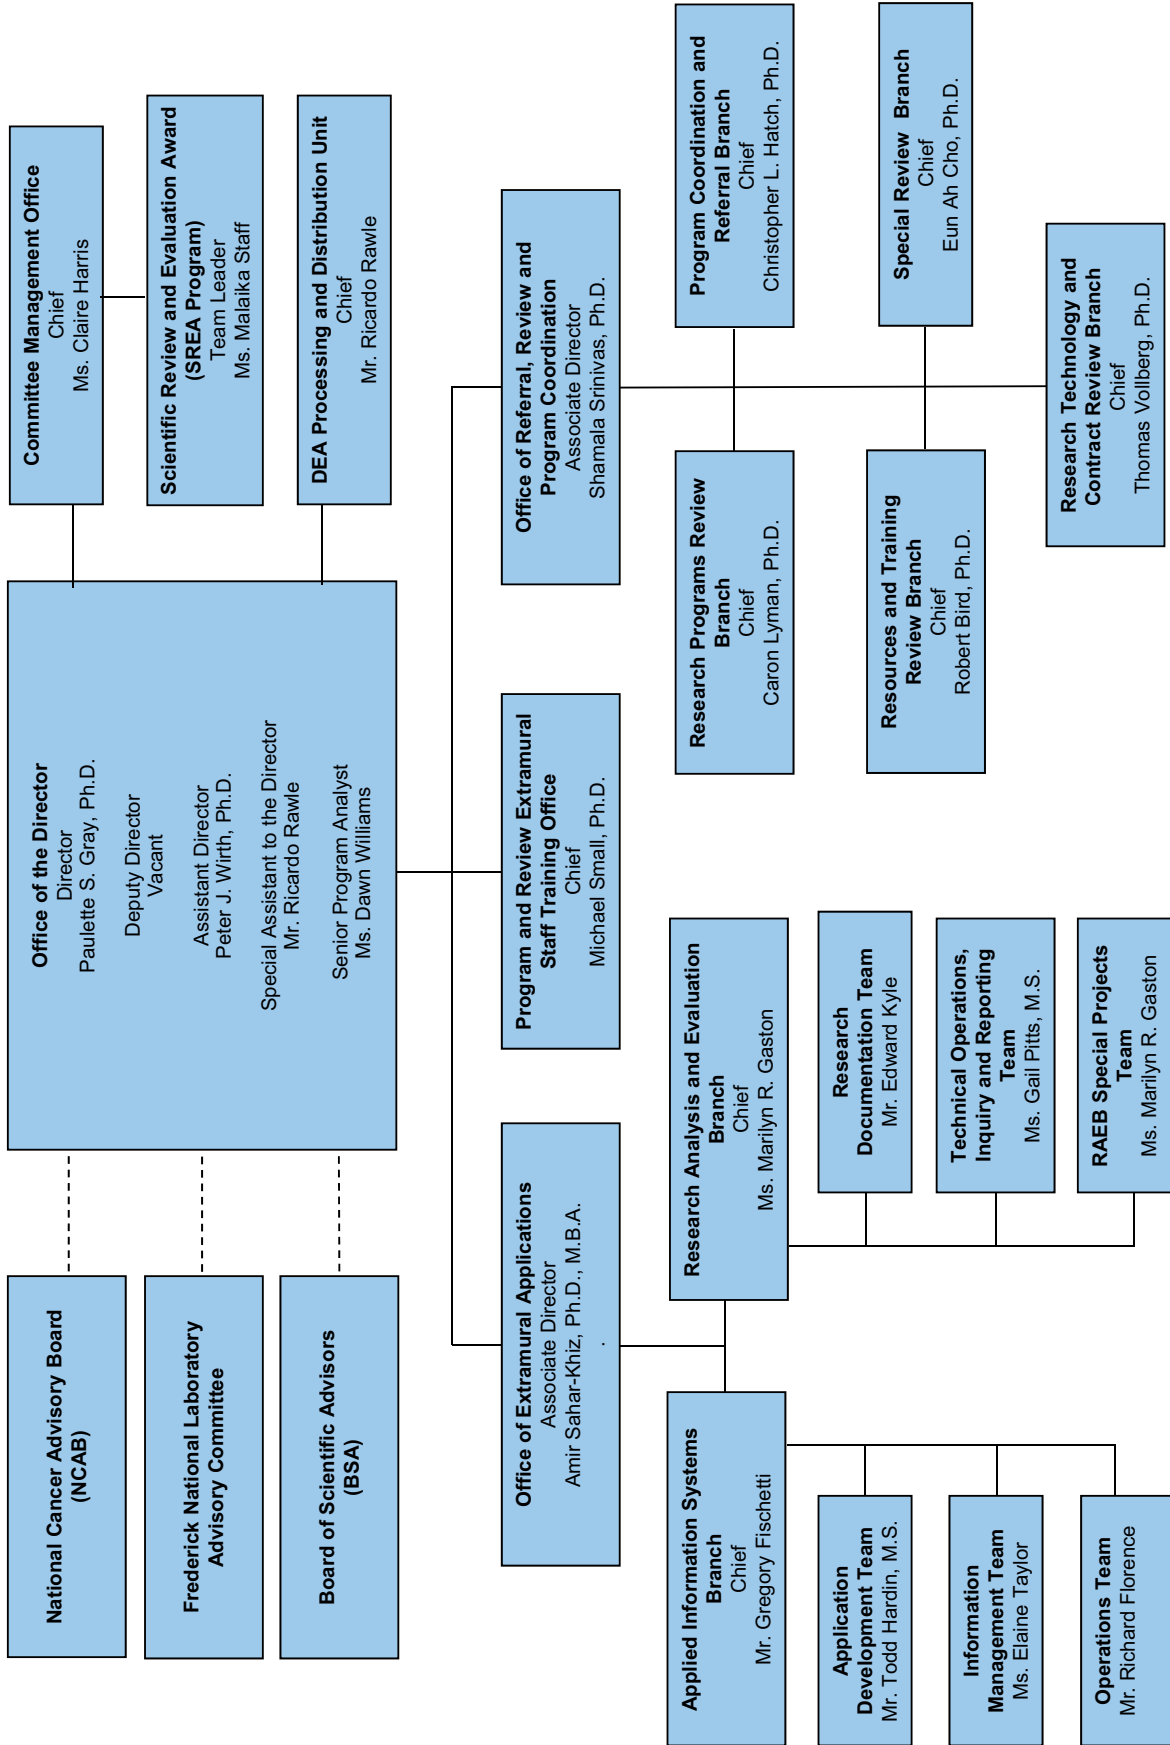 National Cancer Advisory Board
(NCAB)
Frederick National Laboratory
Advisory Committee
Board of Scientific Advisors
(BSA)
Office of the Director
Director
Paulette S. Gray, Ph.D.
Deputy Director
Vacant
Assistant Director
Peter J. Wirth, Ph.D.
Special Assistant to the Director
Mr. Ricardo Rawle
Senior Program Analyst
Ms. Dawn Williams
Committee Management Office
Chief
Ms. Claire Harris
Scientific Review and Evaluation Award
(SREA Program)
Team Leader
Ms. Malaika Staff
DEA Processing and Distribution Unit
Chief
Mr. Ricardo Rawle
Office of Extramural Applications
Associate Director
Amir Sahar-Khiz, Ph.D., M.B.A.
.
Program and Review Extramural
Staff Training Office
Chief
Michael Small, Ph.D.
Office of Referral, Review and
Program Coordination
Associate Director
Shamala Srinivas, Ph.D.
Applied Information Systems
Branch
Chief
Mr. Gregory Fischetti
Application
Development Team
Mr. Todd Hardin, M.S.
Information
Management Team
Ms. Elaine Taylor
Operations Team
Mr. Richard Florence
Research Analysis and Evaluation
Branch
Chief
Ms. Marilyn R. Gaston
Research
Documentation Team
Mr. Edward Kyle
Technical Operations,
Inquiry and Reporting
Team
Ms. Gail Pitts, M.S.
RAEB Special Projects
Team
Ms. Marilyn R. Gaston
Research Programs Review
Branch
Chief
Caron Lyman, Ph.D.
Program Coordination and
Referral Branch
Chief
Christopher L. Hatch, Ph.D.
Resources and Training
Review Branch
Chief
Robert Bird, Ph.D.
Special Review Branch
Chief
Eun Ah Cho, Ph.D.
Research Technology and
Contract Review Branch
Chief
Thomas Vollberg, Ph.D.